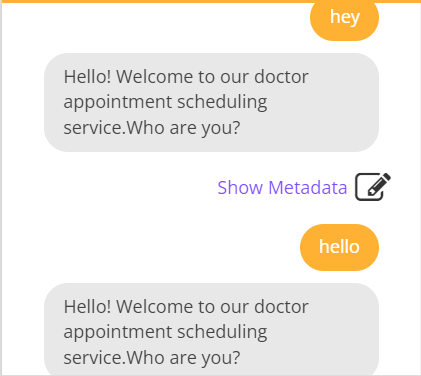 hey
Hello! Welcome to our doctor
appointment scheduling
service.Who are you?
Show Metadata
hello
Hello! Welcome to our doctor
appointment scheduling
service.Who are you?